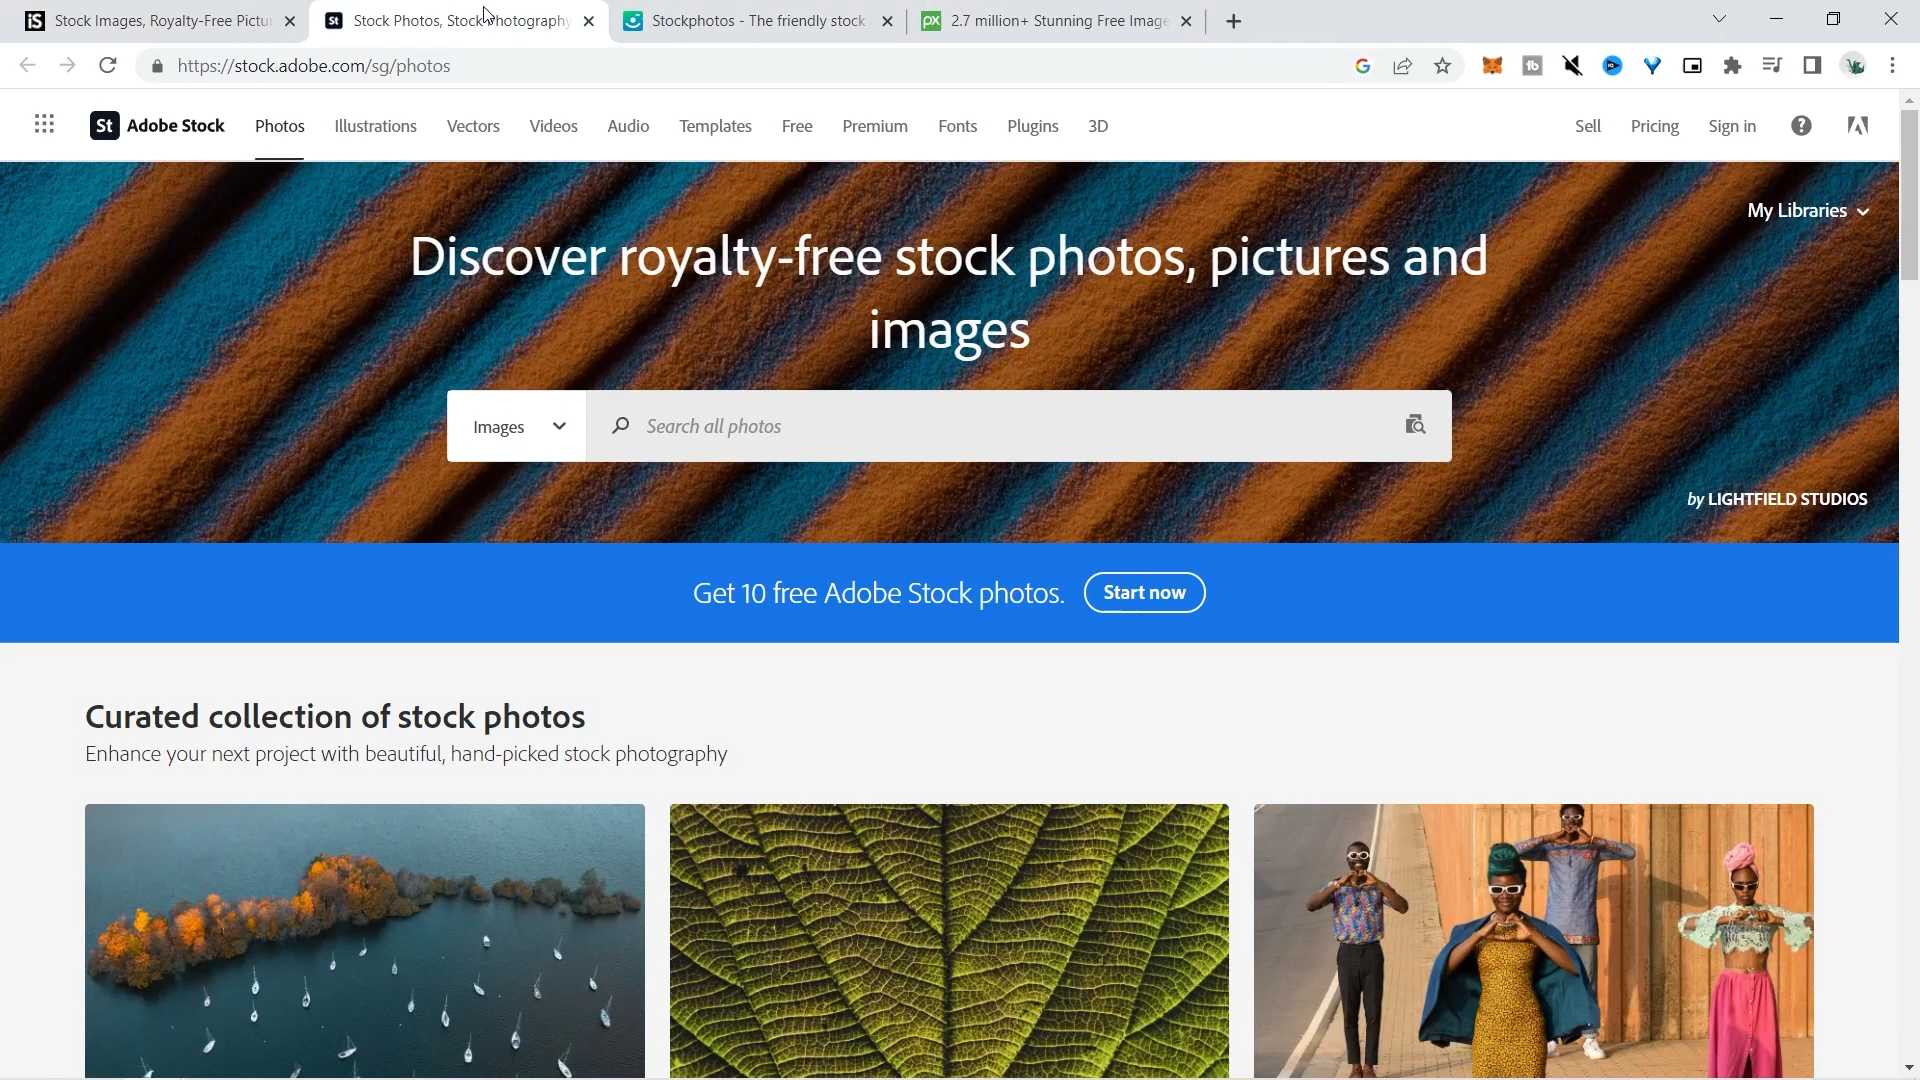 iS Stock Images, Royalty-Free Pictur
St Stock Photos, Stock Photography
Stockphotos - The friendly stock
px 2.7 million+ Stunning Free Image
https://stock.adobe.com/sg/photos
St Adobe Stock Photos Illustrations Vectors Videos Audio Templates Free Premium Fonts Plugins 3D Sell Pricing Sign in
My Libraries
Discover royalty-free stock photos, pictures and
images
Images Search all photos
by LIGHTFIELD STUDIOS
Get 10 free Adobe Stock photos. Start now
Curated collection of stock photos
Enhance your next project with beautiful, hand-picked stock photography